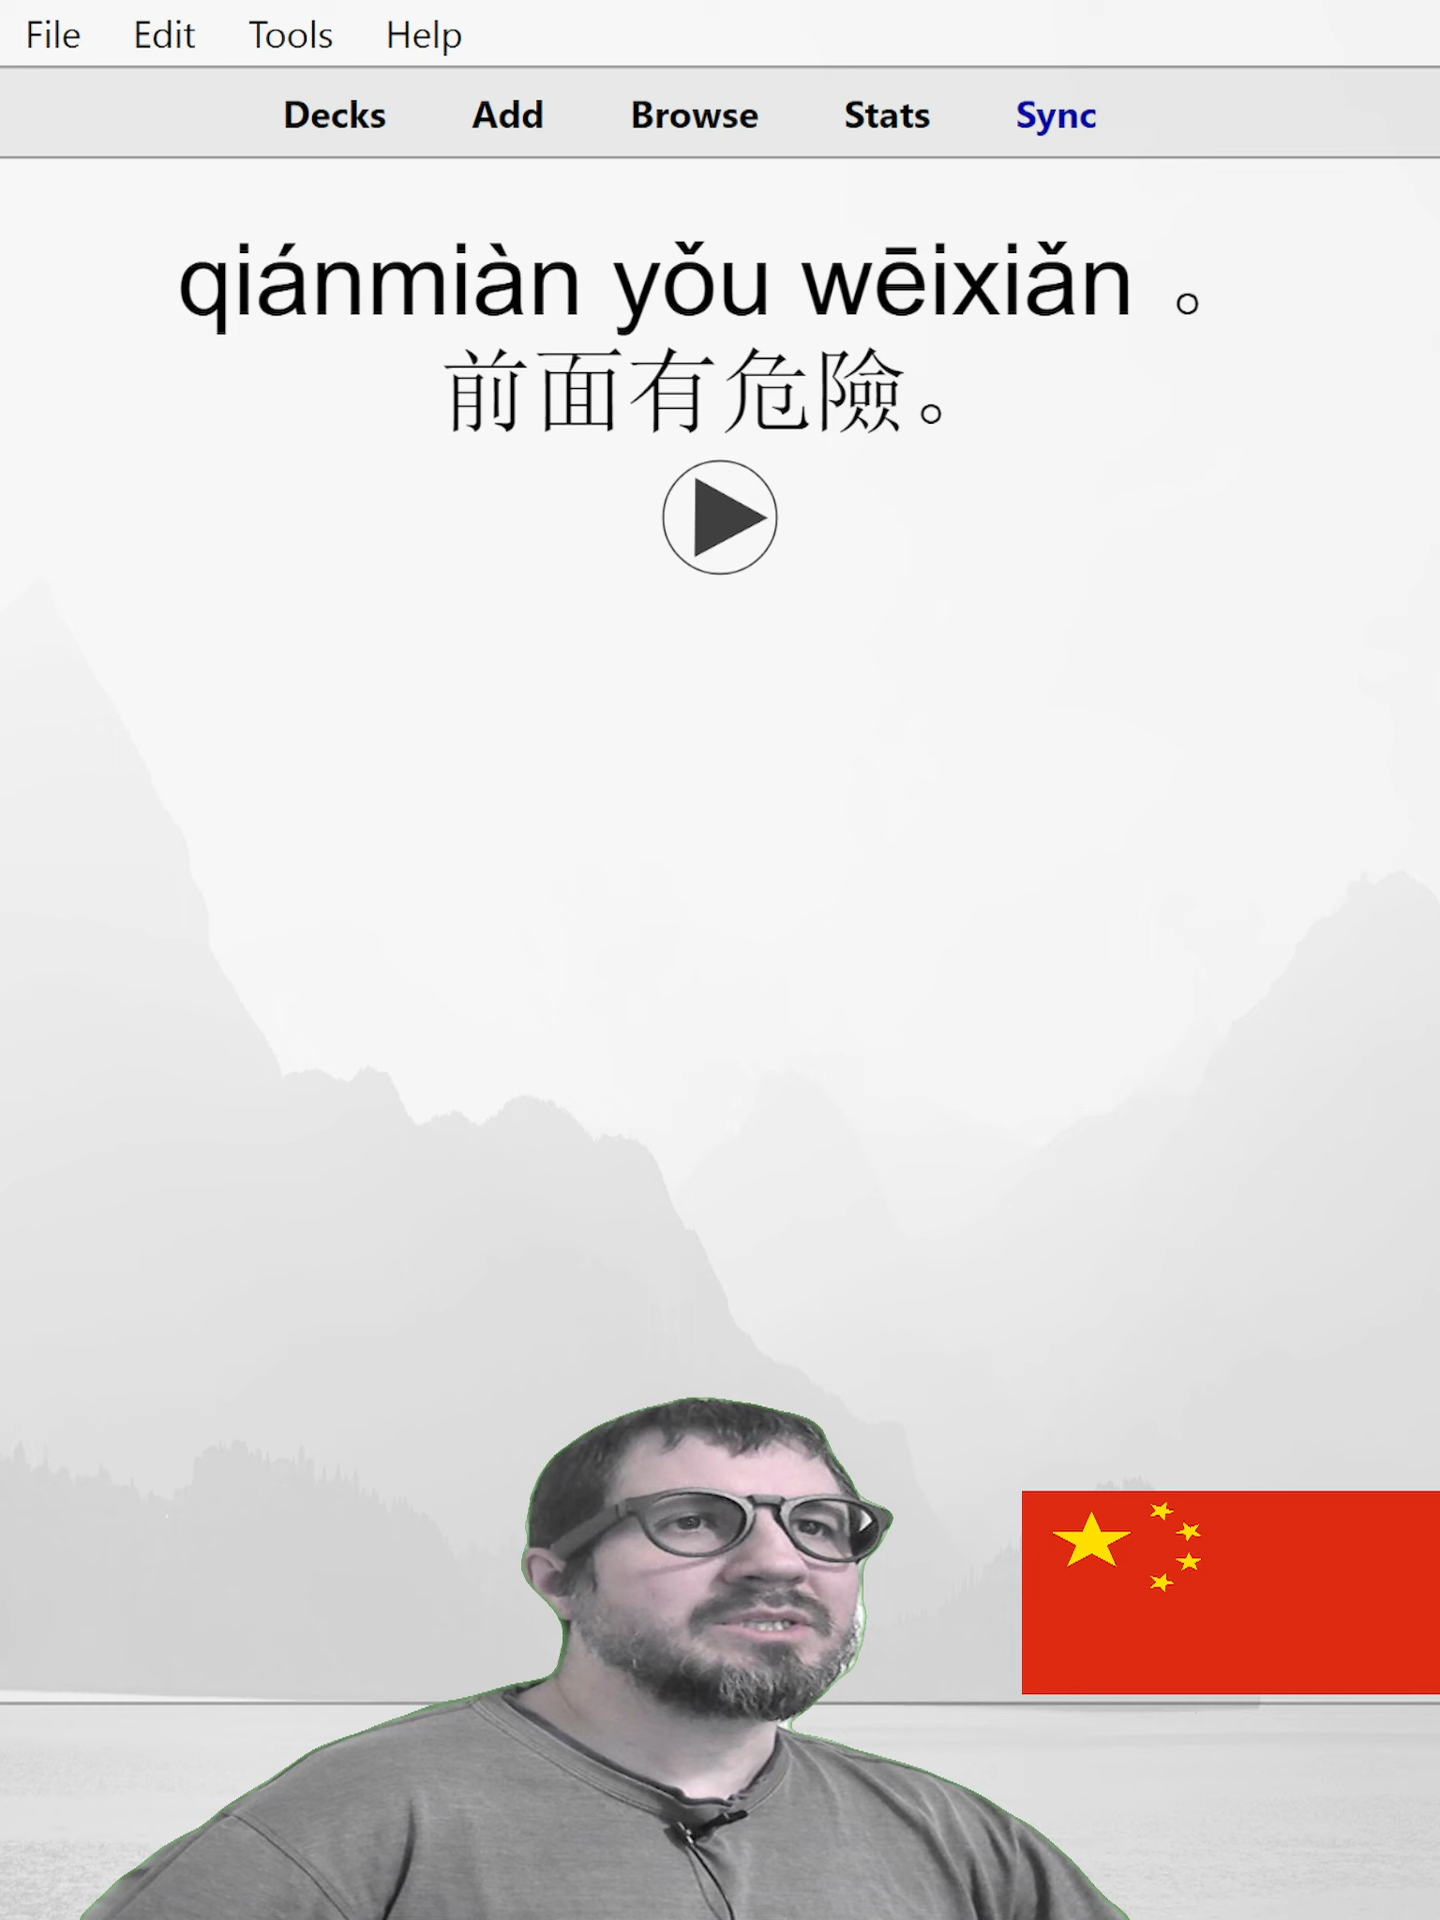 File Edit Tools Help
Decks Add Browse Stats Sync
qiánmiàn yǒu wēixiǎn 。
前面有危險。